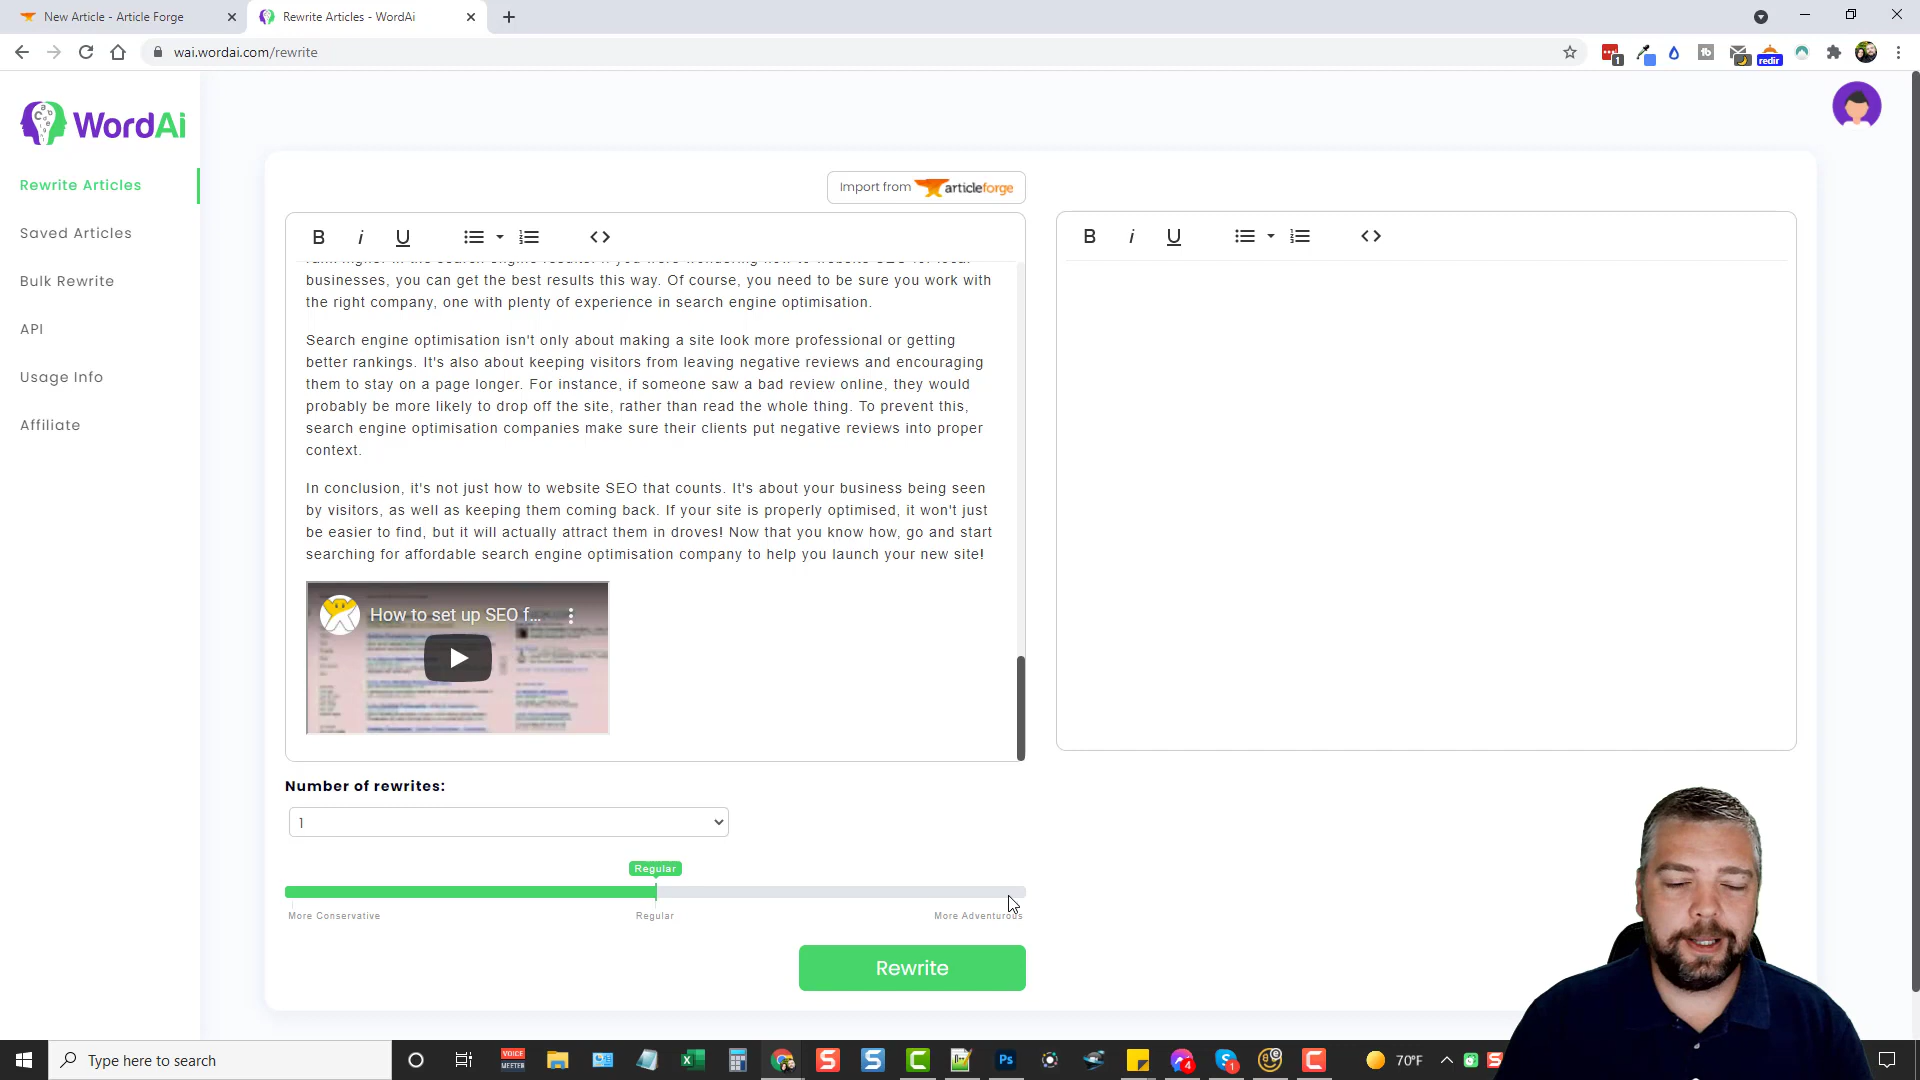 New Article - Article Forge
Rewrite Articles - WordAi
wai.wordai.com/rewrite
1
redir
WordAi
Rewrite Articles
Saved Articles
Bulk Rewrite
API
Usage Info
Affiliate
Import from articleforge
B i U
B i U
businesses, you can get the best results this way. Of course, you need to be sure you work with
the right company, one with plenty of experience in search engine optimisation.
Search engine optimisation isn't only about making a site look more professional or getting
better rankings. It's also about keeping visitors from leaving negative reviews and encouraging
them to stay on a page longer. For instance, if someone saw a bad review online, they would
probably be more likely to drop off the site, rather than read the whole thing. To prevent this,
search engine optimisation companies make sure their clients put negative reviews into proper
context.
In conclusion, it's not just how to website SEO that counts. It's about your business being seen
by visitors, as well as keeping them coming back. If your site is properly optimised, it won't just
be easier to find, but it will actually attract them in droves! Now that you know how, go and start
searching for affordable search engine optimisation company to help you launch your new site!
How to set up SEO f...
Number of rewrites:
1
Regular
More Conservative
Regular
More Adventurous
Rewrite
Type here to search
VOICE
MEETER
Ps
4
1
70°F